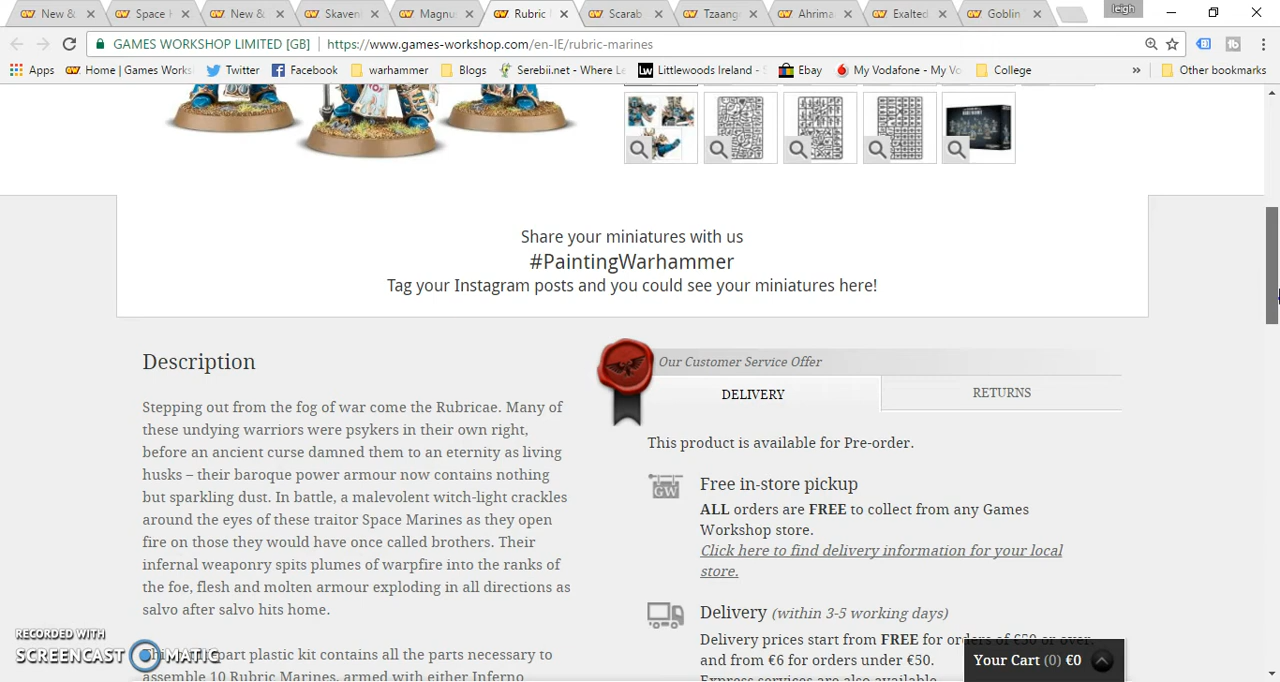 New &
Space
New &
Skaven
Magnu
Rubric
Scarab
Tzaang
Ahrima
Exalted
Goblin
leigh
GAMES WORKSHOP LIMITED [GB]
https://www.games-workshop.com/en-IE/rubric-marines
Apps
Home | Games Works
Twitter
Facebook
warhammer
Blogs
Serebii.net - Where Le
Littlewoods Ireland -
Ebay
My Vodafone - My Vo
College
»
Other bookmarks
Share your miniatures with us
#PaintingWarhammer
Tag your Instagram posts and you could see your miniatures here!
Description
Stepping out from the fog of war come the Rubricae. Many of
these undying warriors were psykers in their own right,
before an ancient curse damned them to an eternity as living
husks – their baroque power armour now contains nothing
but sparkling dust. In battle, a malevolent witch-light crackles
around the eyes of these traitor Space Marines as they open
fire on those they would have once called brothers. Their
infernal weaponry spits plumes of warpfire into the ranks of
the foe, flesh and molten armour exploding in all directions as
salvo after salvo hits home.
part plastic kit contains all the parts necessary to
assemble 10 Rubric Marines, armed with either Inferno
Our Customer Service Offer
DELIVERY
RETURNS
This product is available for Pre-order.
GW
Free in-store pickup
ALL orders are FREE to collect from any Games
Workshop store.
Click here to find delivery information for your local
store.
Delivery (within 3-5 working days)
Delivery prices start from FREE for orders of €50 or over,
and from €6 for orders under €50.
Express services are also available
Your Cart (0) €0
RECORDED WITH
SCREENCAST MATIC